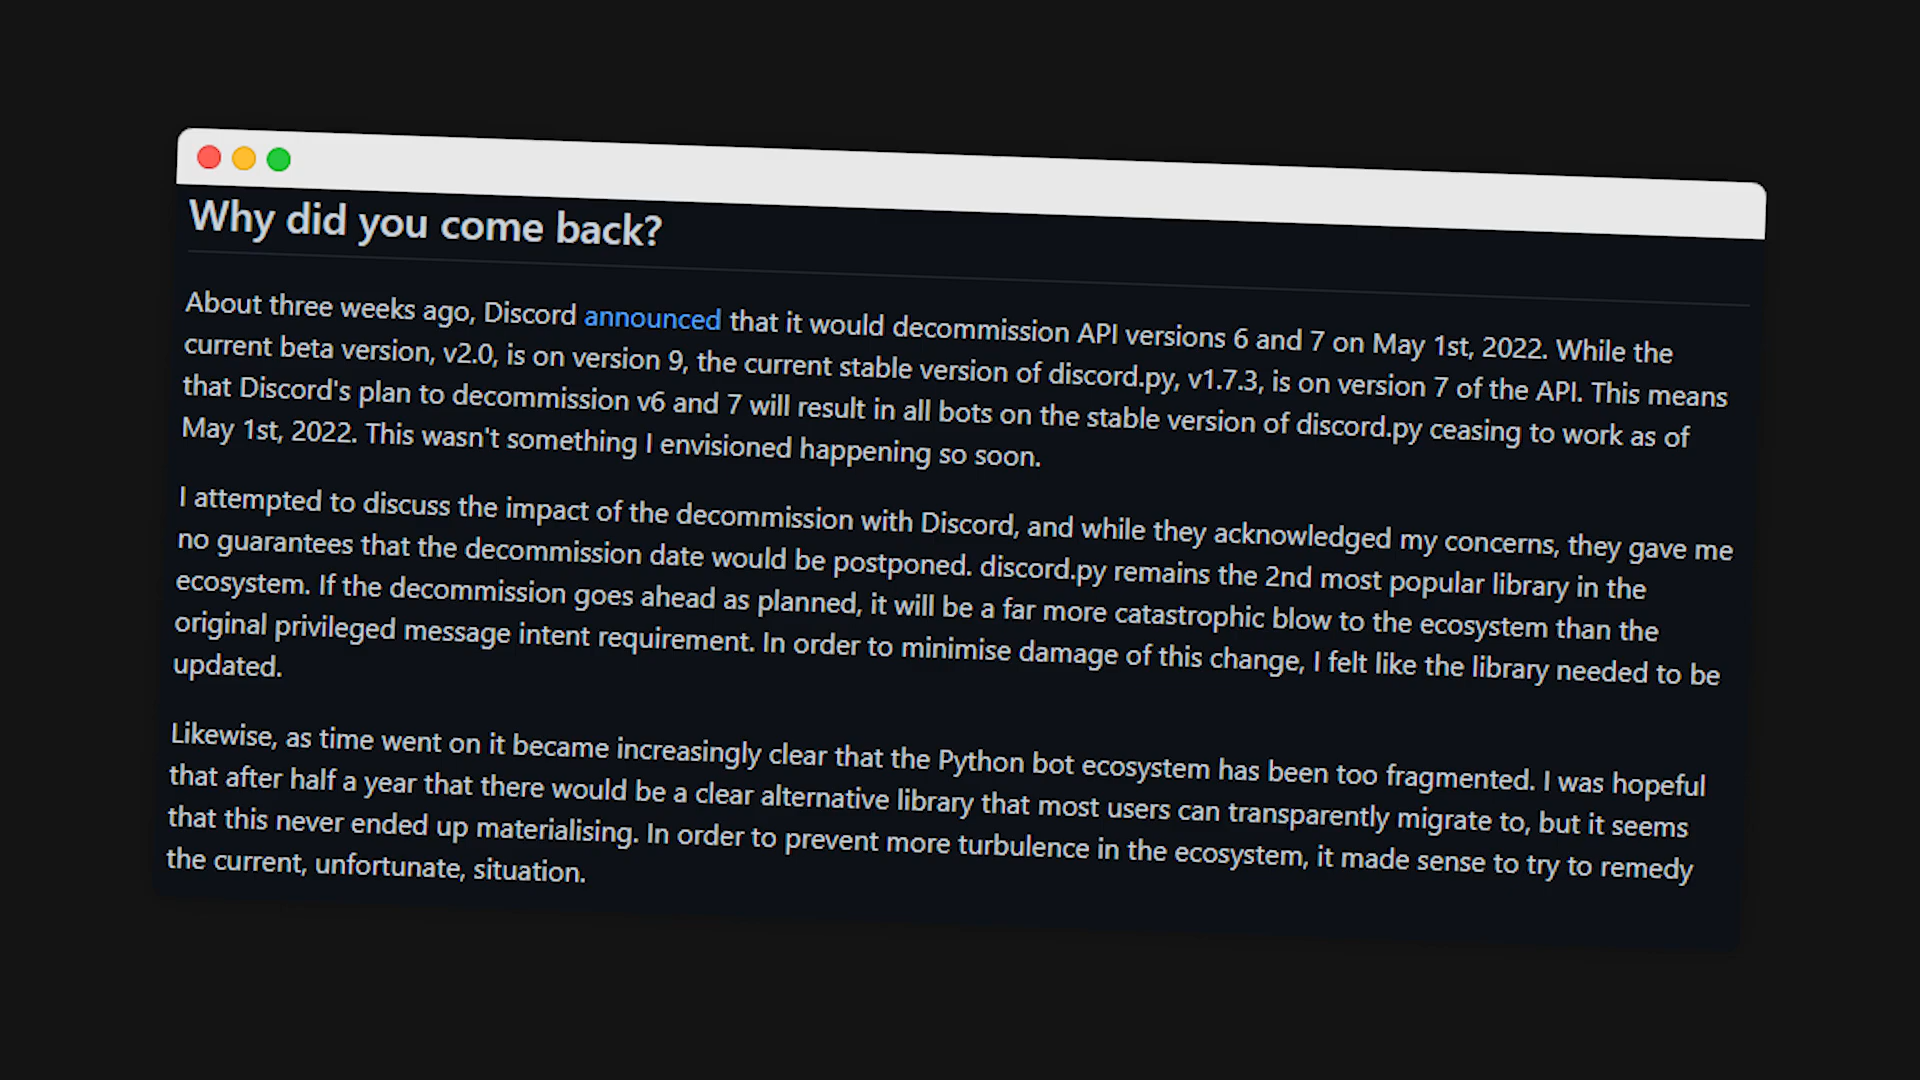 Why did you come back?
About three weeks ago, Discord announced that it would decommission API versions 6 and 7 on May 1st, 2022. While the
current beta version, v2.0, is on version 9, the current stable version of discord.py, v1.7.3, is on version 7 of the API. This means
that Discord's plan to decommission v6 and 7 will result in all bots on the stable version of discord.py ceasing to work as of
May 1st, 2022. This wasn't something I envisioned happening so soon.
I attempted to discuss the impact of the decommission with Discord, and while they acknowledged my concerns, they gave me
no guarantees that the decommission date would be postponed. discord.py remains the 2nd most popular library in the
ecosystem. If the decommission goes ahead as planned, it will be a far more catastrophic blow to the ecosystem than the
original privileged message intent requirement. In order to minimise damage of this change, I felt like the library needed to be
updated.
Likewise, as time went on it became increasingly clear that the Python bot ecosystem has been too fragmented. I was hopeful
that after half a year that there would be a clear alternative library that most users can transparently migrate to, but it seems
that this never ended up materialising. In order to prevent more turbulence in the ecosystem, it made sense to try to remedy
the current, unfortunate, situation.